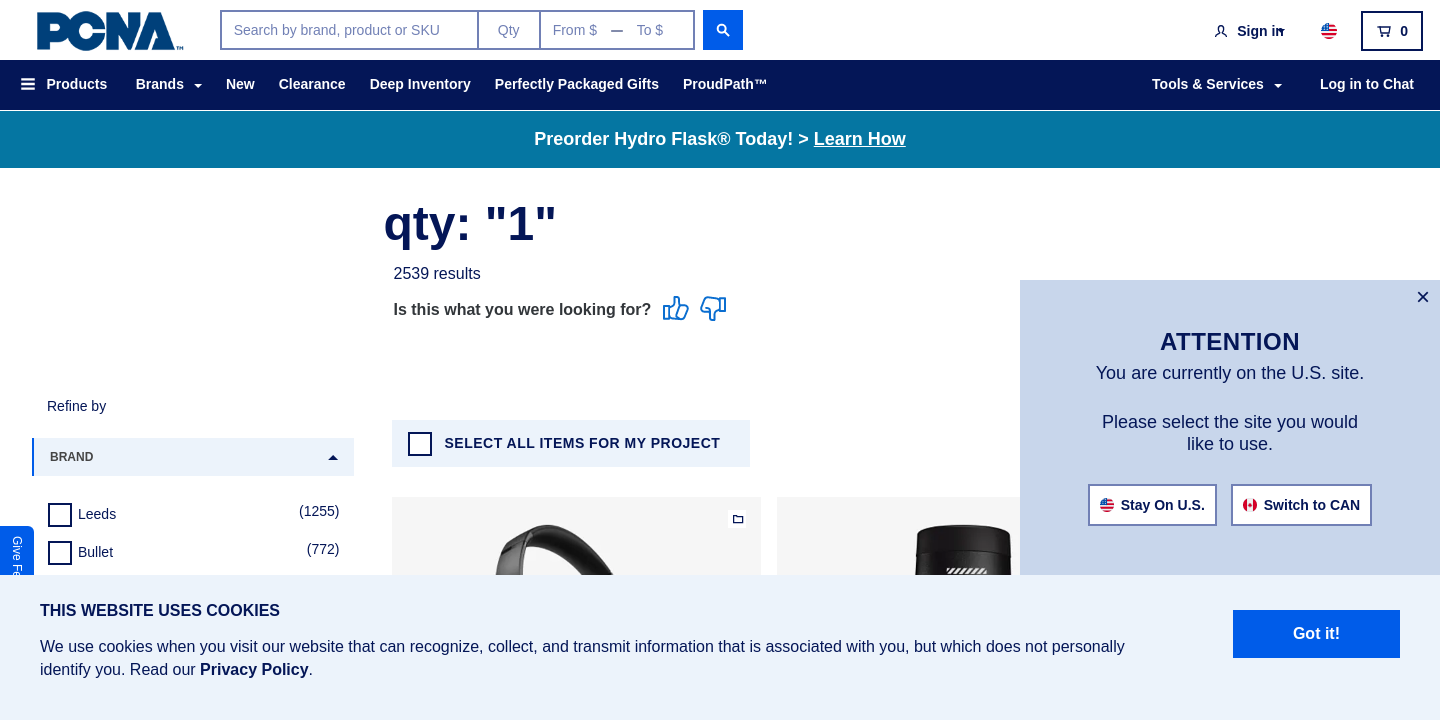 PCNA™
Search by brand, product or SKU
Qty
From $ — To $
Sign in
0
Products
Brands
New
Clearance
Deep Inventory
Perfectly Packaged Gifts
ProudPath™
Tools & Services
Log in to Chat
Preorder Hydro Flask® Today! > Learn How
qty: "1"
2539 results
Is this what you were looking for?
ATTENTION
You are currently on the U.S. site.
Please select the site you would
like to use.
Stay On U.S.
Switch to CAN
Refine by
BRAND
SELECT ALL ITEMS FOR MY PROJECT
Leeds (1255)
Bullet (772)
Give Fe
THIS WEBSITE USES COOKIES
We use cookies when you visit our website that can recognize, collect, and transmit information that is associated with you, but which does not personally
identify you. Read our Privacy Policy.
Got it!